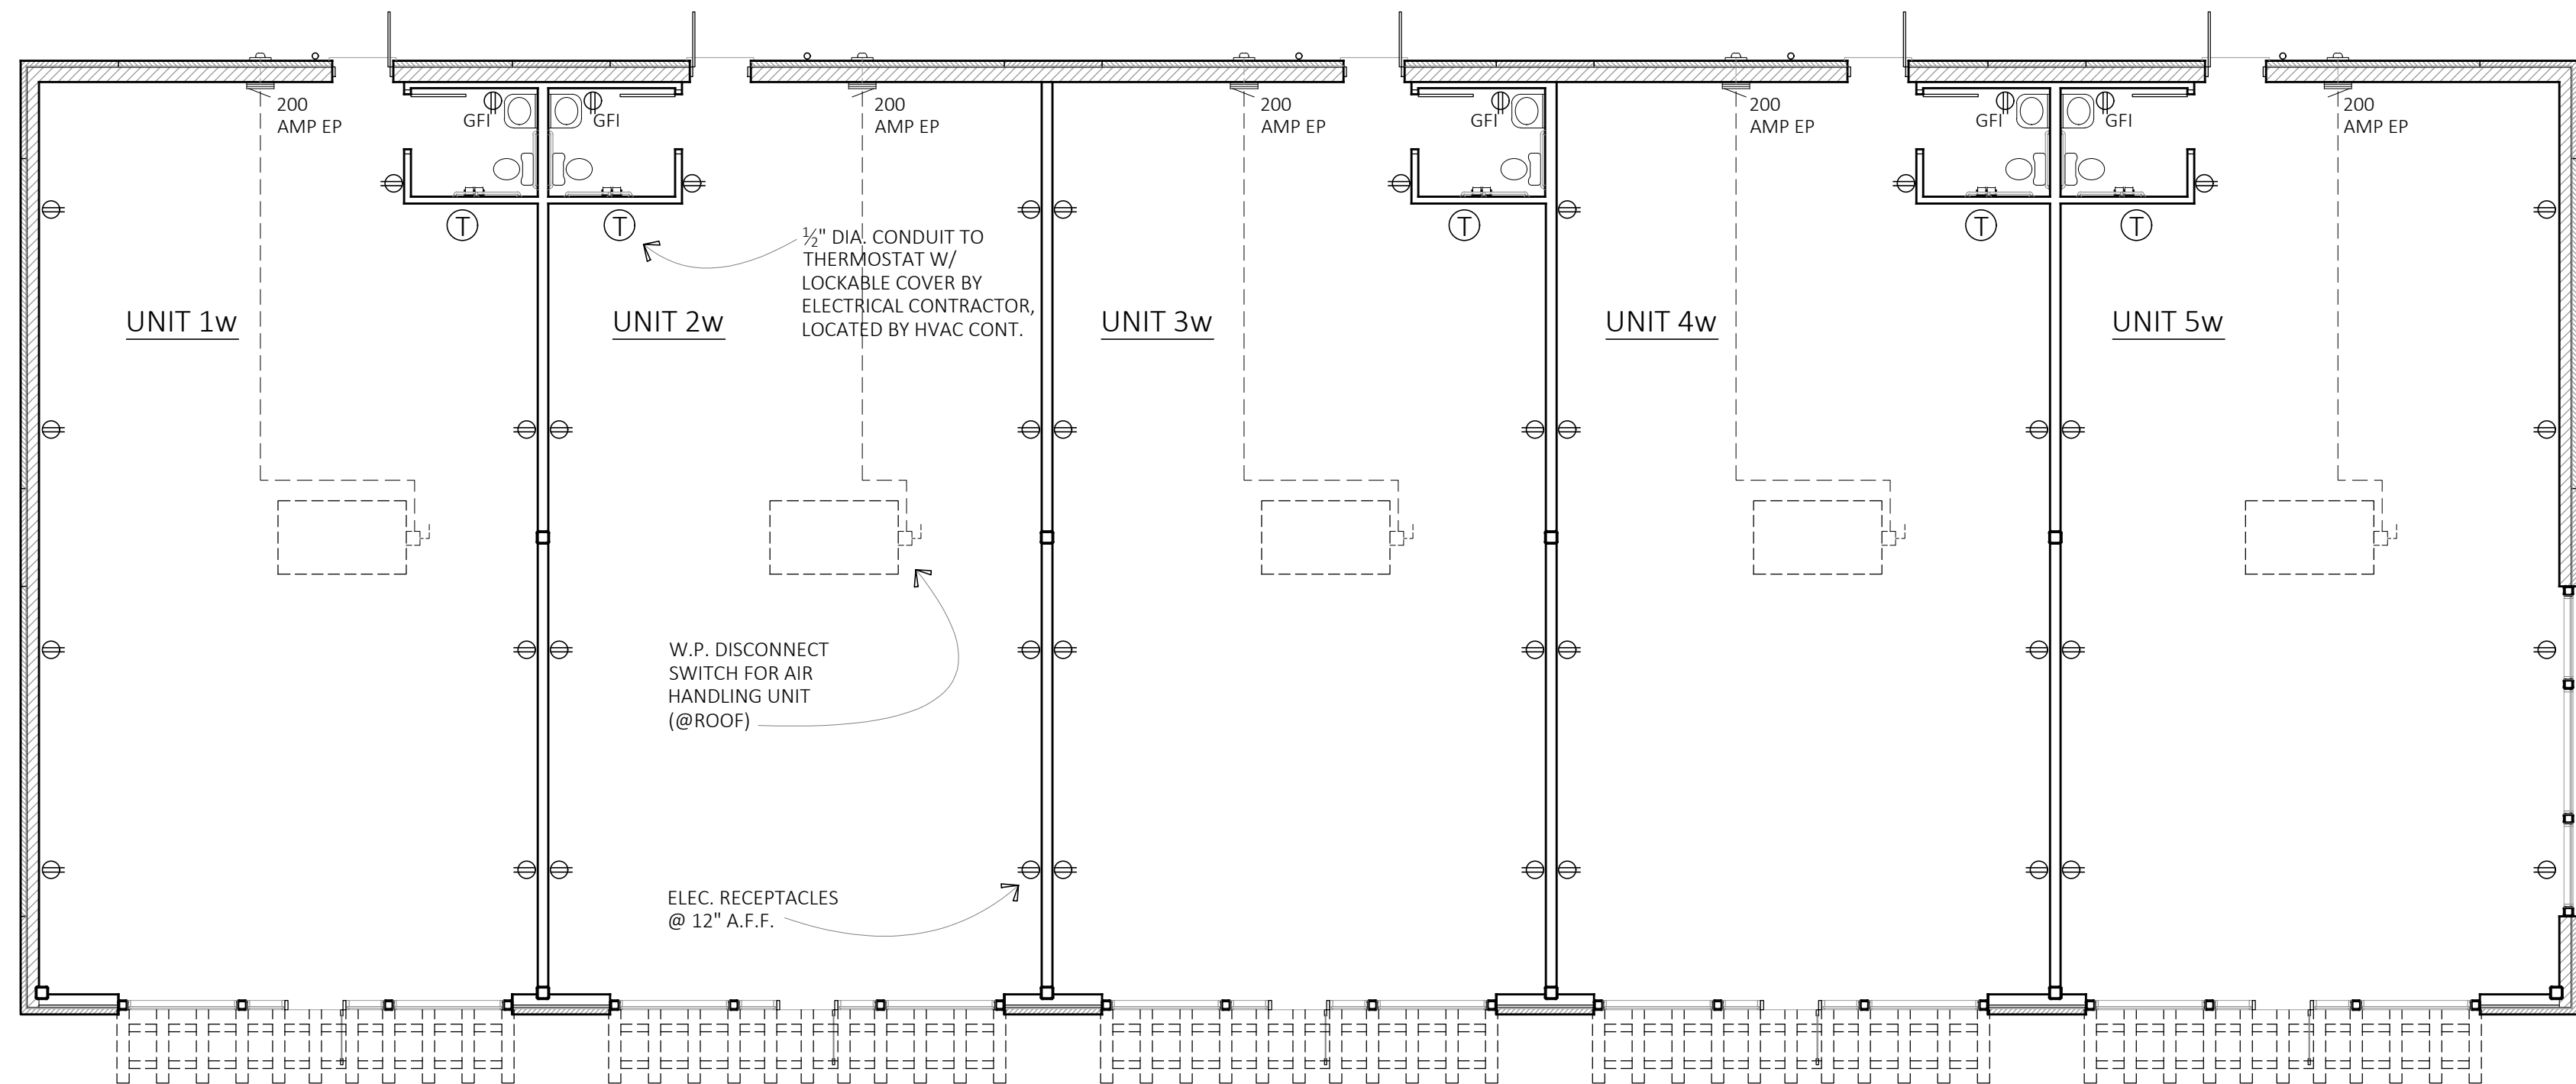 200
AMP EP
GFI
GFI
200
AMP EP
200
AMP EP
GFI
200
AMP EP
GFI
GFI
200
AMP EP
T
T
T
T
T
½" DIA. CONDUIT TO
THERMOSTAT W/
LOCKABLE COVER BY
ELECTRICAL CONTRACTOR,
LOCATED BY HVAC CONT.
UNIT 1w
UNIT 2w
UNIT 3w
UNIT 4w
UNIT 5w
W.P. DISCONNECT
SWITCH FOR AIR
HANDLING UNIT
(@ROOF)
ELEC. RECEPTACLES
@ 12" A.F.F.